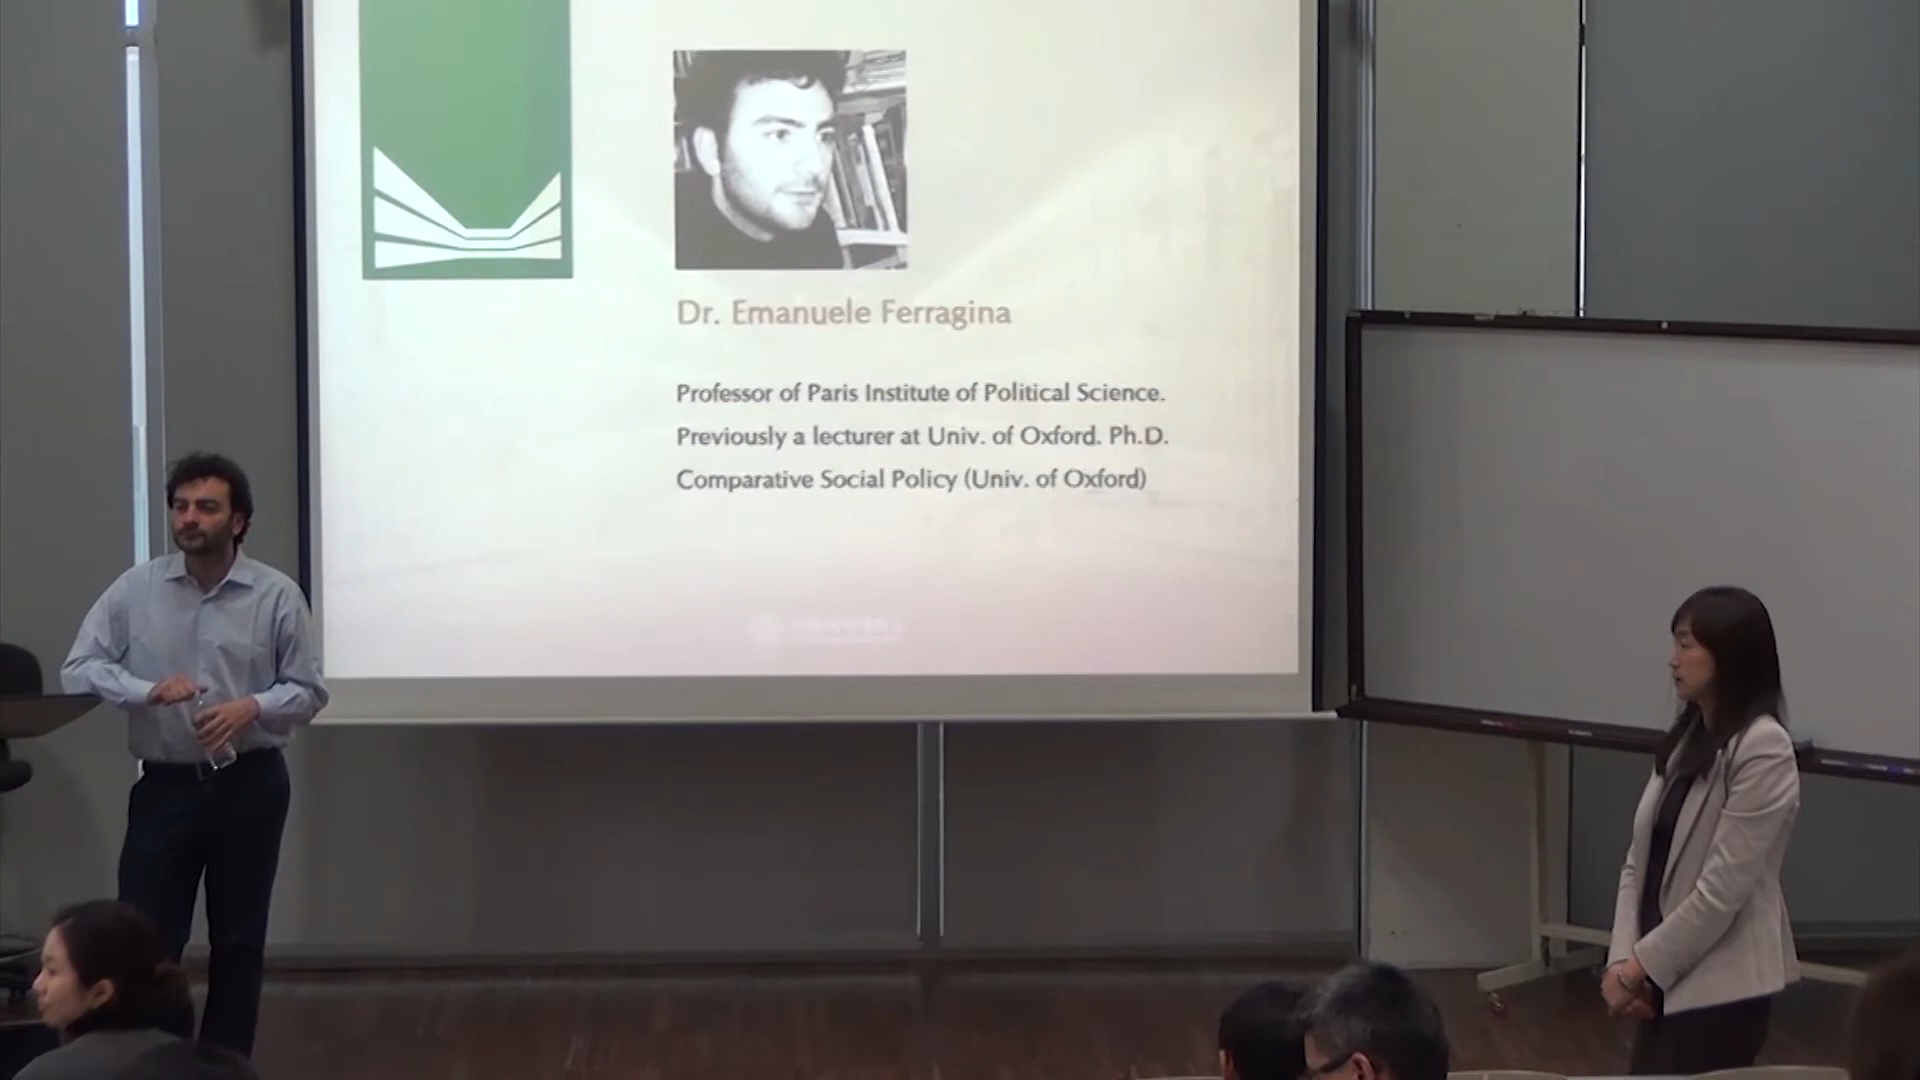 Dr. Emanuele Ferragina
Professor of Paris Institute of Political Science.
Previously a lecturer at Univ. of Oxford. Ph.D.
Comparative Social Policy (Univ. of Oxford)